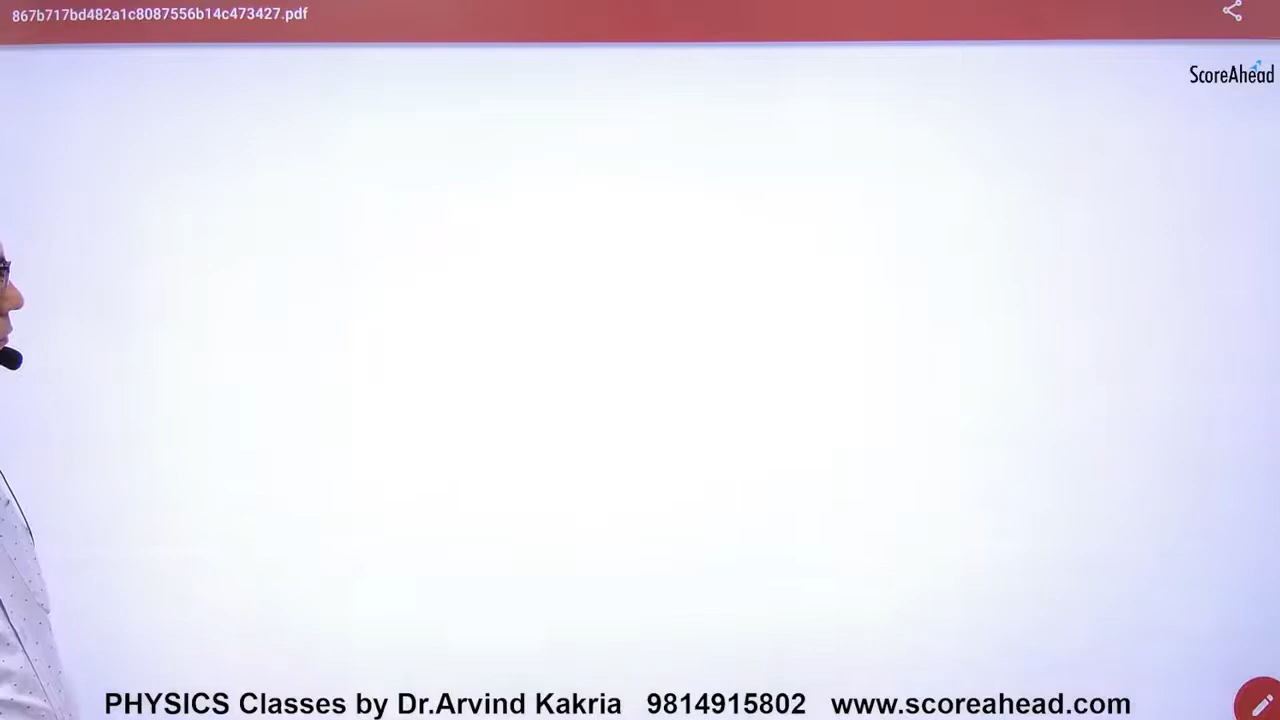 867b717bd482a1c8087556b14c473427.pdf
ScoreAhead
PHYSICS Classes by Dr.Arvind Kakria 9814915802 www.scoreahead.com